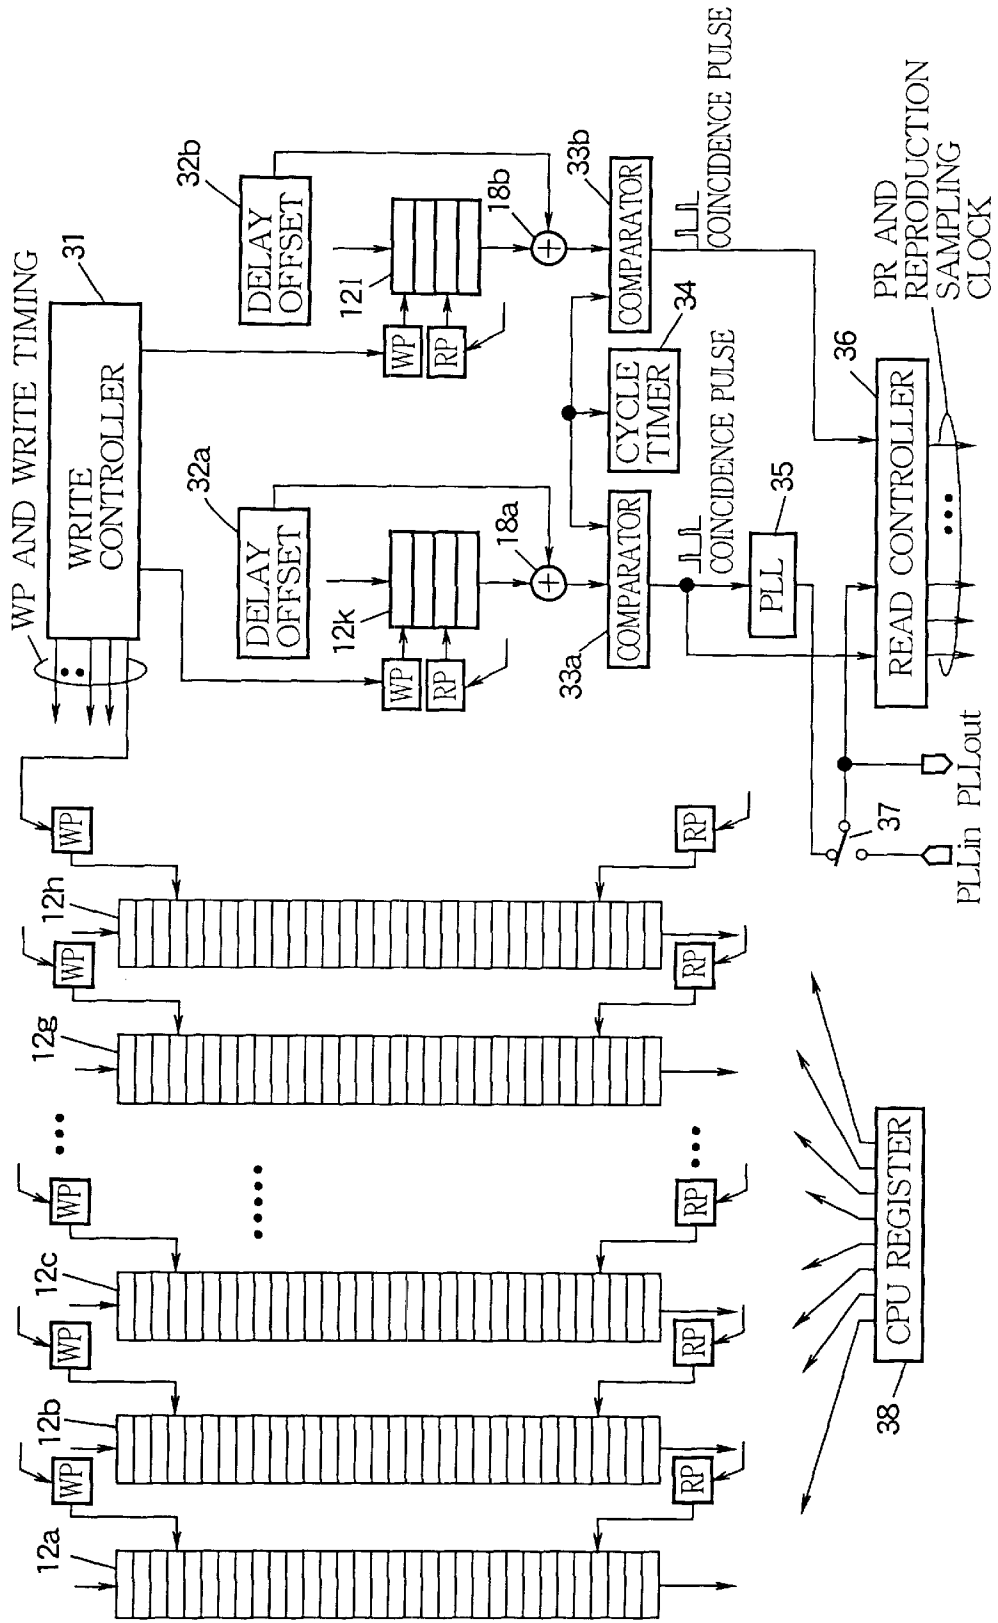 WP AND WRITE TIMING
31
WRITE
CONTROLLER
32a
DELAY
OFFSET
32b
DELAY
OFFSET
WP
WP
WP
WP
WP
12a
12b
12c
12g
12h
•••
•••••
•••
RP
RP
RP
RP
RP
12k
WP
RP
18a
12l
WP
RP
18b
33a
COMPARATOR
CYCLE
TIMER
34
COMPARATOR
33b
COINCIDENCE PULSE
COINCIDENCE PULSE
PLL
35
36
READ CONTROLLER
PR AND
REPRODUCTION
SAMPLING
CLOCK
37
PLLin
PLLout
38
CPU REGISTER